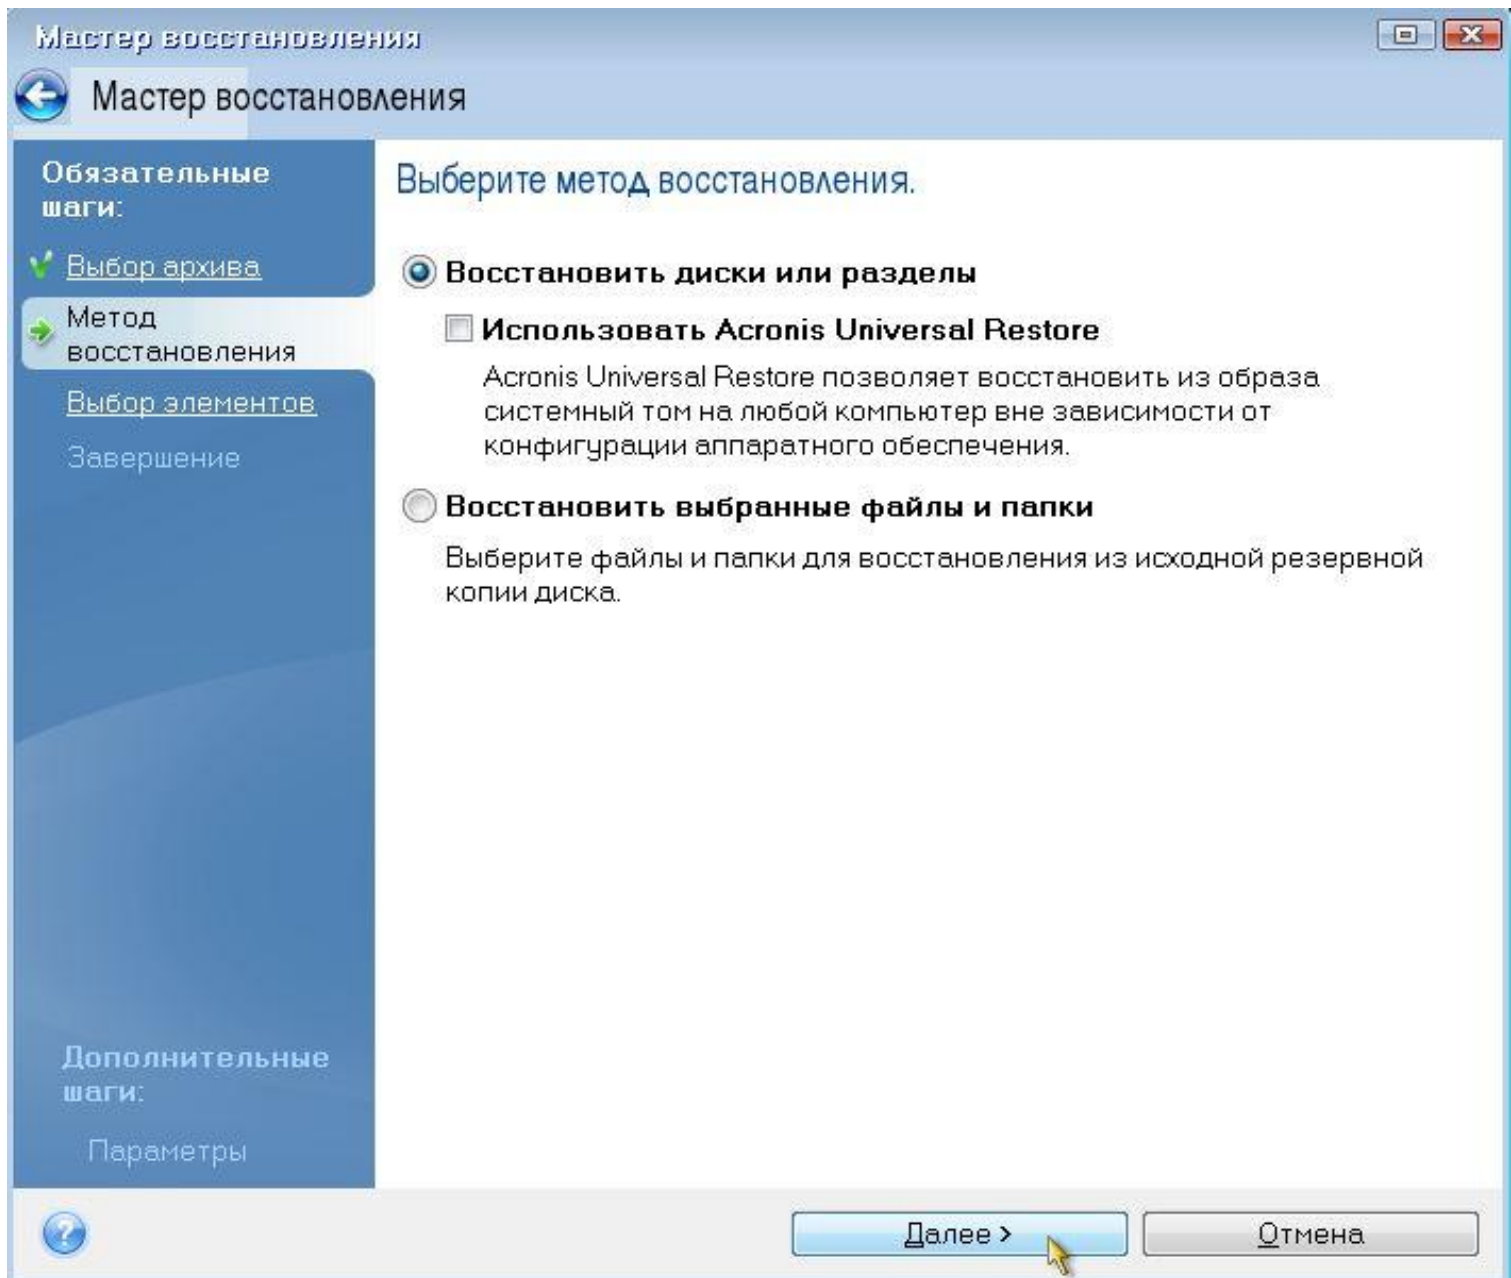 Мастер восстановления
Мастер восстановления
Обязательные
шаги:
Выбор архива
Метод
восстановления
Выбор элементов
Завершение
Дополнительные
шаги:
Параметры
Выберите метод восстановления.
Восстановить диски или разделы
Использовать Acronis Universal Restore
Acronis Universal Restore позволяет восстановить из образа
системный том на любой компьютер вне зависимости от
конфигурации аппаратного обеспечения.
Восстановить выбранные файлы и папки
Выберите файлы и папки для восстановления из исходной резервной
копии диска.
Далее >
Отмена